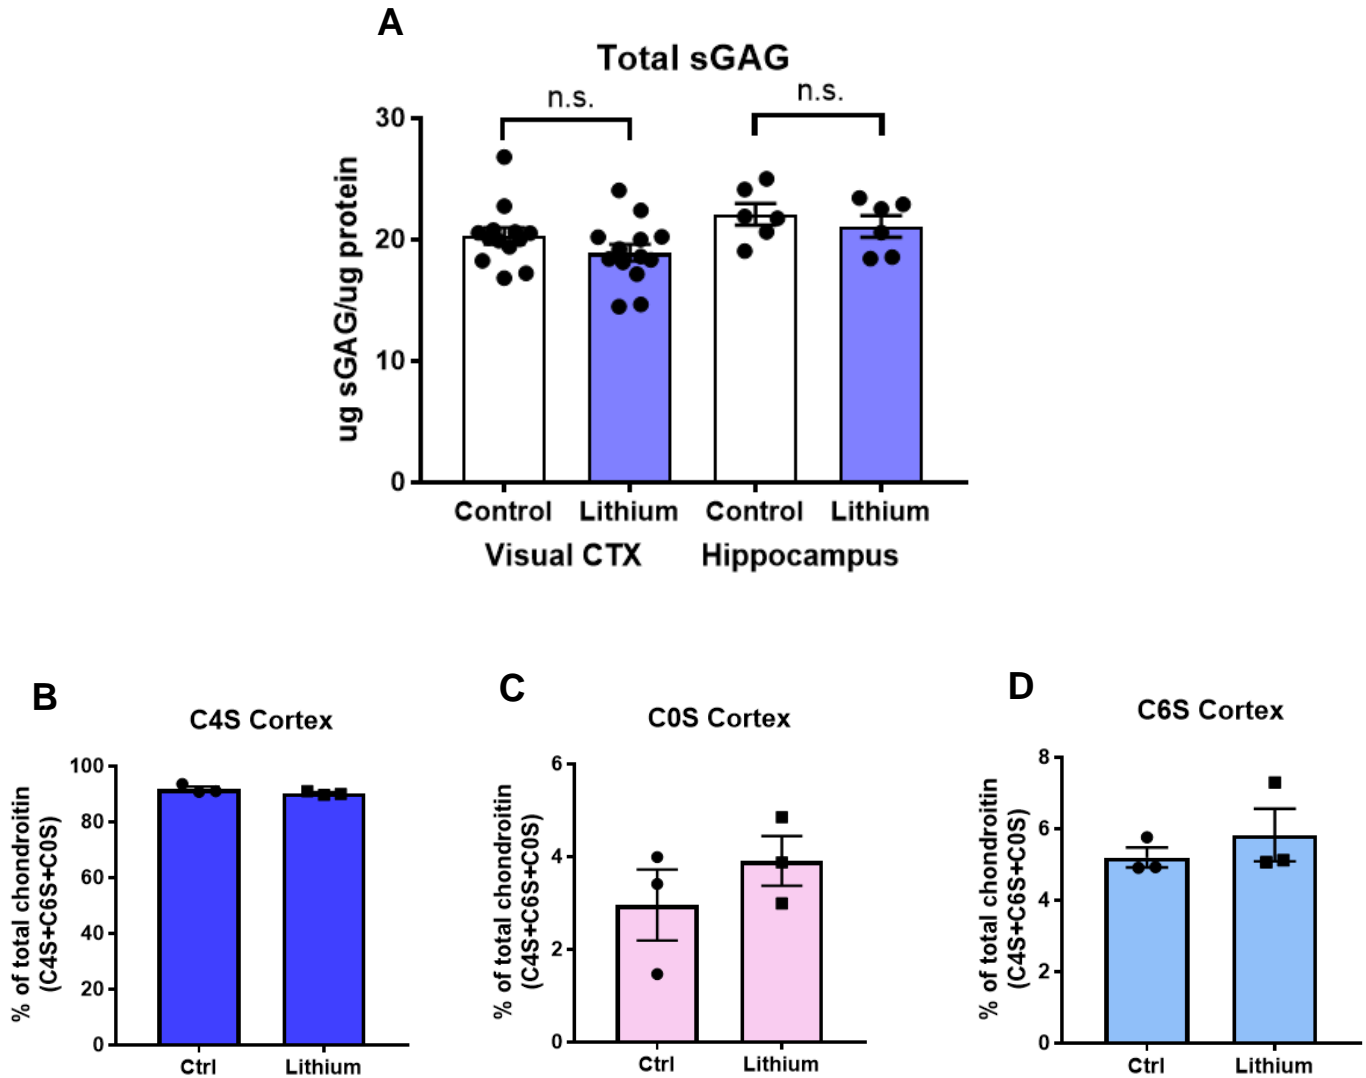 A
Total sGAG
n.s.
n.s.
ug sGAG/ug protein
30
20
10
0
Control
Lithium
Control
Lithium
Visual CTX
Hippocampus
B
C4S Cortex
% of total chondroitin
(C4S+C6S+C0S)
100
80
60
40
20
0
Ctrl
Lithium
C
C0S Cortex
% of total chondroitin
(C4S+C6S+C0S)
6
4
2
0
Ctrl
Lithium
D
C6S Cortex
% of total chondroitin
(C4S+C6S+C0S)
8
6
4
2
0
Ctrl
Lithium